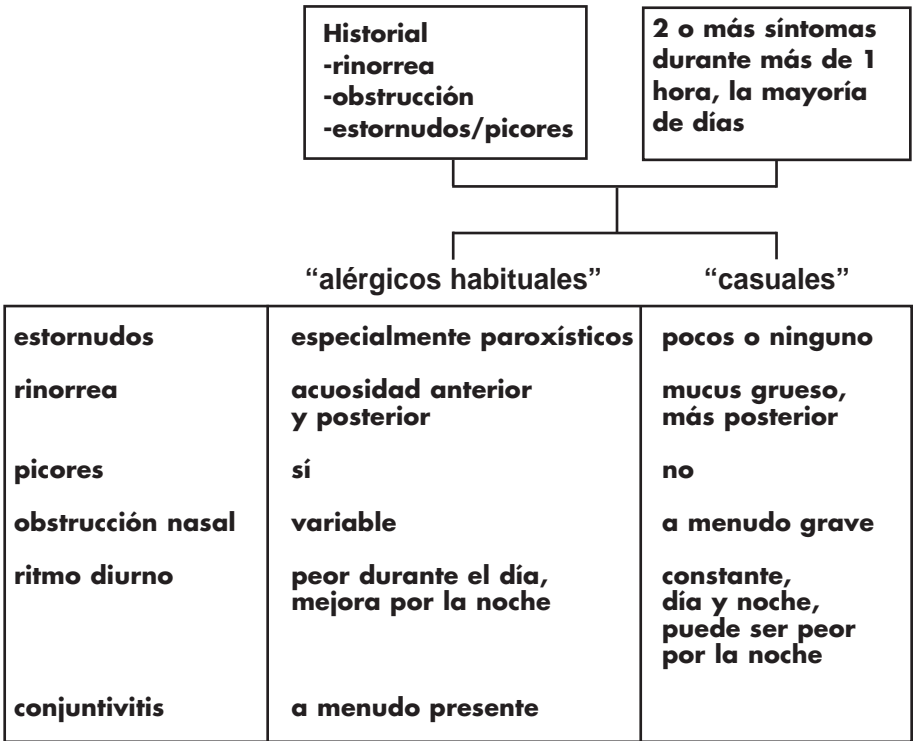 Historial
-rinorrea
-obstrucción
-estornudos/picores
2 o más síntomas
durante más de 1
hora, la mayoría
de días
“alérgicos habituales”
“casuales”
estornudos
especialmente paroxísticos
pocos o ninguno
rinorrea
acuosidad anterior
y posterior
mucus grueso,
más posterior
picores
sí
no
obstrucción nasal
variable
a menudo grave
ritmo diurno
peor durante el día,
mejora por la noche
constante,
día y noche,
puede ser peor
por la noche
conjuntivitis
a menudo presente